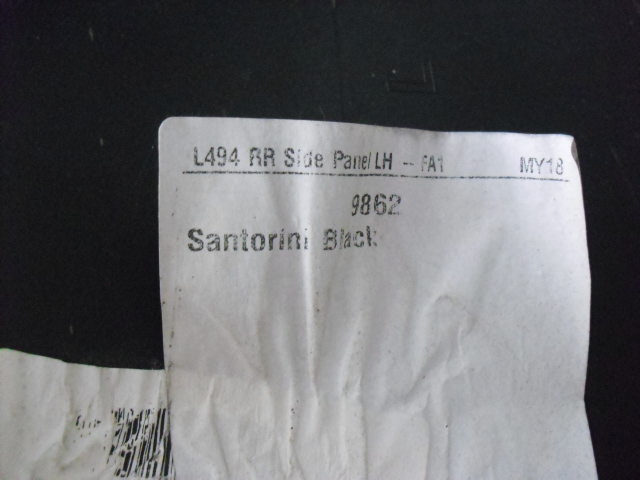 L494 RR Side Panel LH - FA1 MY18
9862
Santorini Black